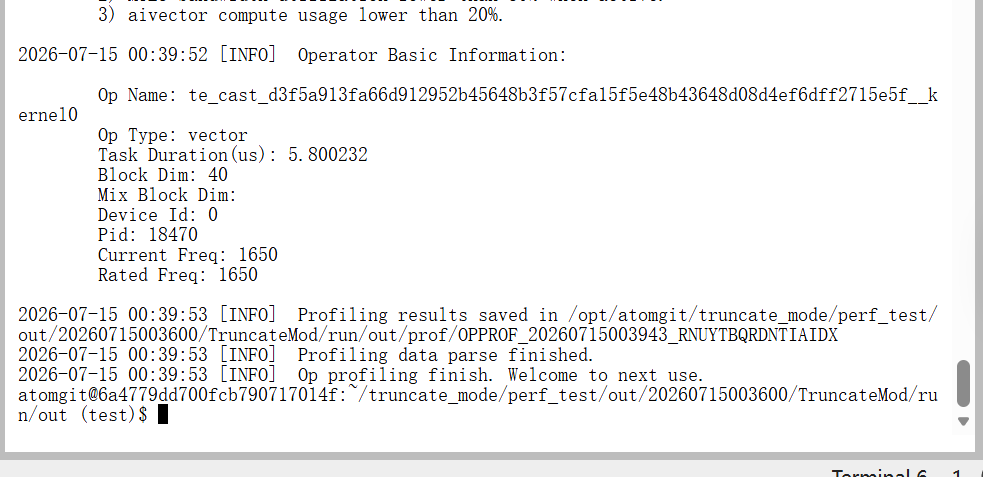 3) aivector compute usage lower than 20%.
2026-07-15 00:39:52 [INFO]  Operator Basic Information:
Op Name: te_cast_d3f5a913fa66d912952b45648b3f57cfa15f5e48b43648d08d4ef6dff2715e5f__k
ernel0
Op Type: vector
Task Duration(us): 5.800232
Block Dim: 40
Mix Block Dim:
Device Id: 0
Pid: 18470
Current Freq: 1650
Rated Freq: 1650
2026-07-15 00:39:53 [INFO]  Profiling results saved in /opt/atomgit/truncate_mode/perf_test/
out/20260715003600/TruncateMod/run/out/prof/OPPROF_20260715003943_RNUYTBQRDNTIAIDX
2026-07-15 00:39:53 [INFO]  Profiling data parse finished.
2026-07-15 00:39:53 [INFO]  Op profiling finish. Welcome to next use.
atomgit@6a4779dd700fcb790717014f:~/truncate_mode/perf_test/out/20260715003600/TruncateMod/ru
n/out (test)$